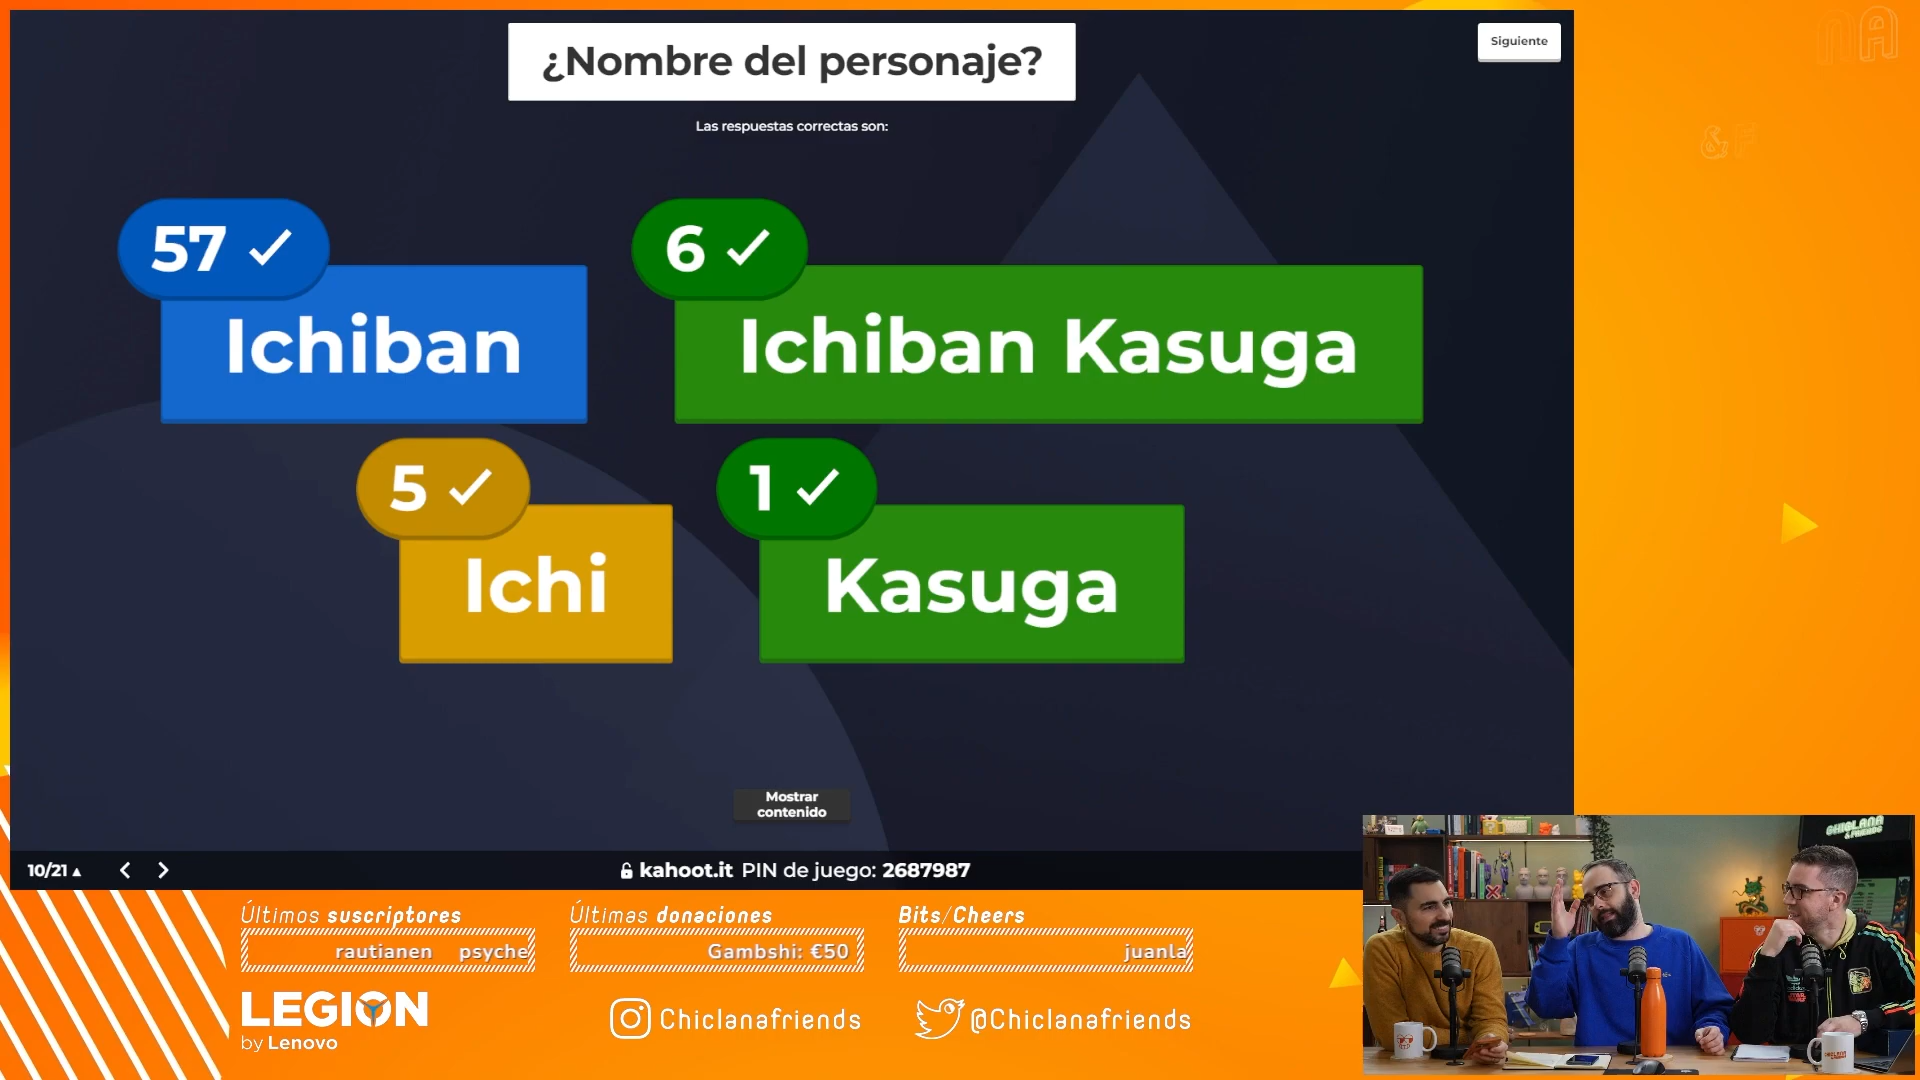 ¿Nombre del personaje?
Siguiente
Las respuestas correctas son:
57
6
Ichiban
Ichiban Kasuga
5
1
Ichi
Kasuga
Mostrar
contenido
10/21
kahoot.it PIN de juego: 2687987
Últimos suscriptores
Últimas donaciones
Bits/Cheers
rautianen psyche
Gambshi: €50
juanla
LEGION
by Lenovo
Chiclanafriends
@Chiclanafriends
CHICLANA
&FRIENDS